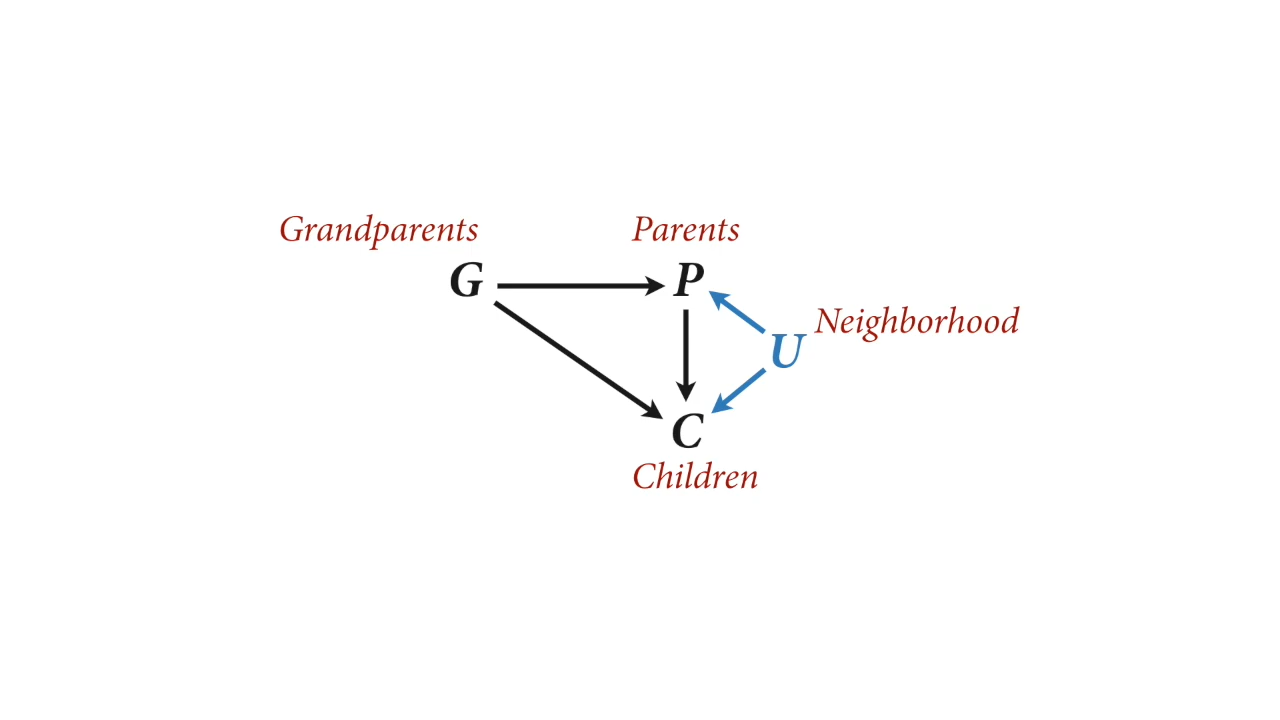 Grandparents
Parents
G
P
Neighborhood
U
C
Children